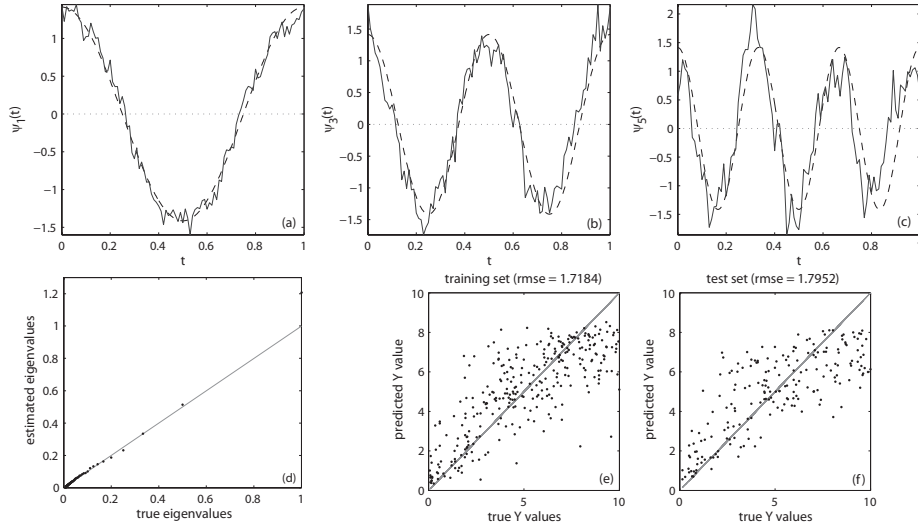 ψ1(t)
1
0.5
0
−0.5
−1
−1.5
0 0.2 0.4 0.6 0.8 1
t
(a)
ψ3(t)
1.5
1
0.5
0
−0.5
−1
−1.5
0 0.2 0.4 0.6 0.8 1
t
(b)
ψ5(t)
2
1.5
1
0.5
0
−0.5
−1
−1.5
0 0.2 0.4 0.6 0.8 1
t
(c)
estimated eigenvalues
1.2
1
0.8
0.6
0.4
0.2
0
0 0.2 0.4 0.6 0.8 1
true eigenvalues
(d)
training set (rmse = 1.7184)
predicted Y value
10
8
6
4
2
0
0 5 10
true Y values
(e)
test set (rmse = 1.7952)
predicted Y value
10
8
6
4
2
0
0 5 10
true Y values
(f)